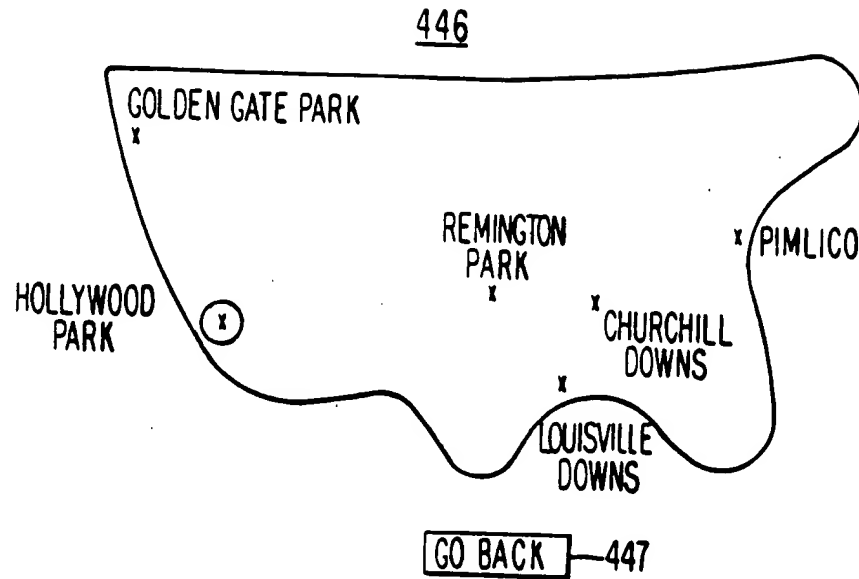 446
GOLDEN GATE PARK
REMINGTON
PARK
PIMLICO
HOLLYWOOD
PARK
CHURCHILL
DOWNS
LOUISVILLE
DOWNS
GO BACK 447